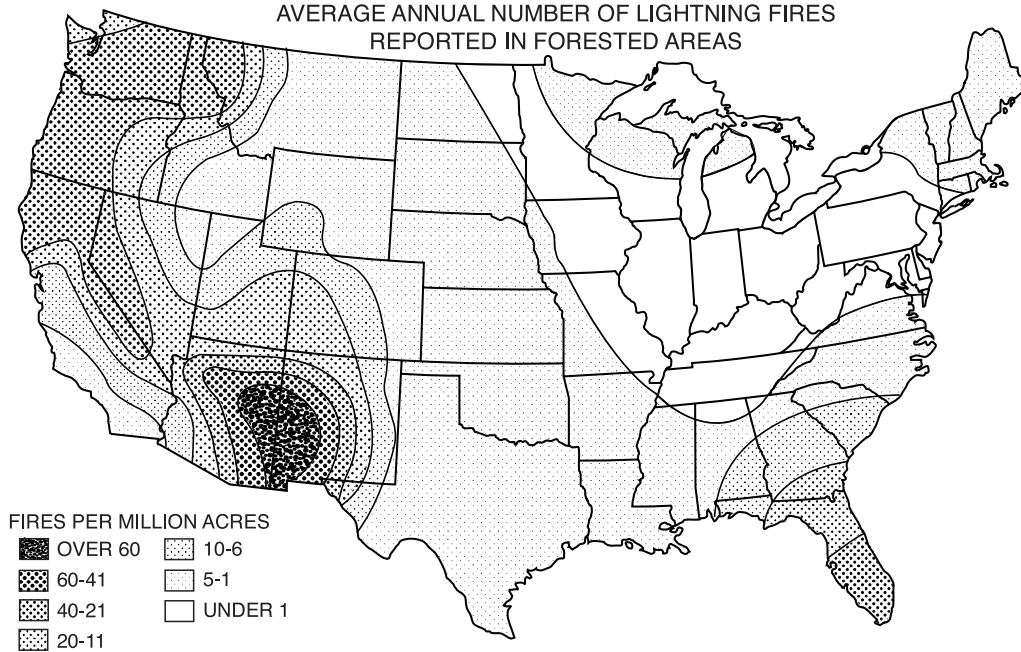 AVERAGE ANNUAL NUMBER OF LIGHTNING FIRES
REPORTED IN FORESTED AREAS
FIRES PER MILLION ACRES
OVER 60
60-41
40-21
20-11
10-6
5-1
UNDER 1